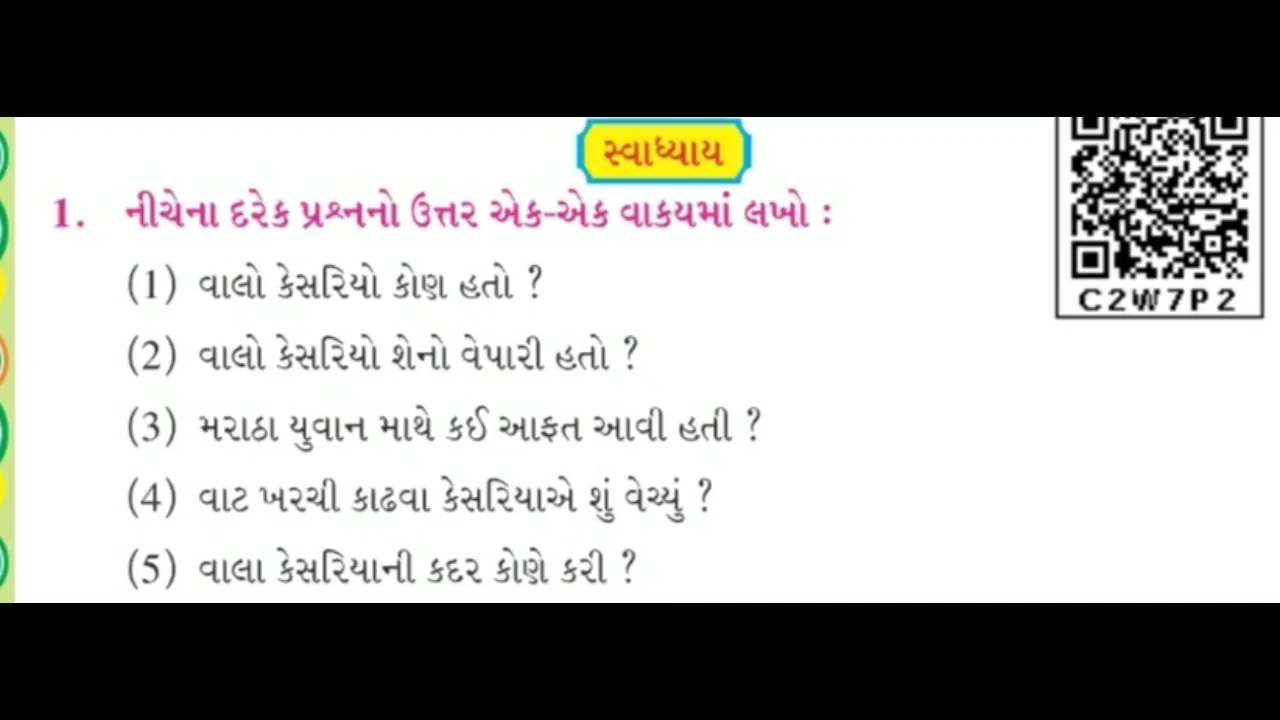 સ્વાધ્યાય
1. નીચેના દરેક પ્રશ્નનો ઉત્તર એક-એક વાકયમાં લખો :
(1) વાલો કેસરિયો કોણ હતો ?
(2) વાલો કેસરિયો શેનો વેપારી હતો ?
(3) મરાઠા યુવાન માથે કઈ આફત આવી હતી ?
(4) વાટ ખરચી કાઢવા કેસરિયાએ શું વેચ્યું ?
(5) વાલા કેસરિયાની કદર કોણે કરી ?
C2W7P2